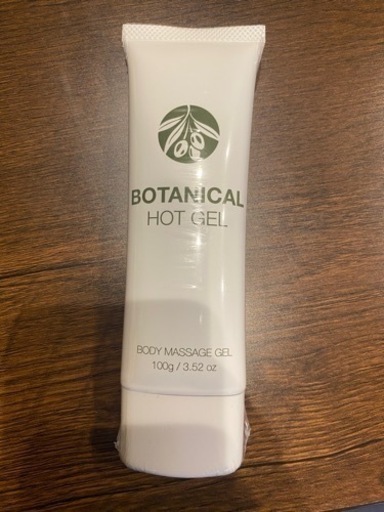 BOTANICAL
HOT GEL
BODY MASSAGE GEL
100g / 3.52 oz